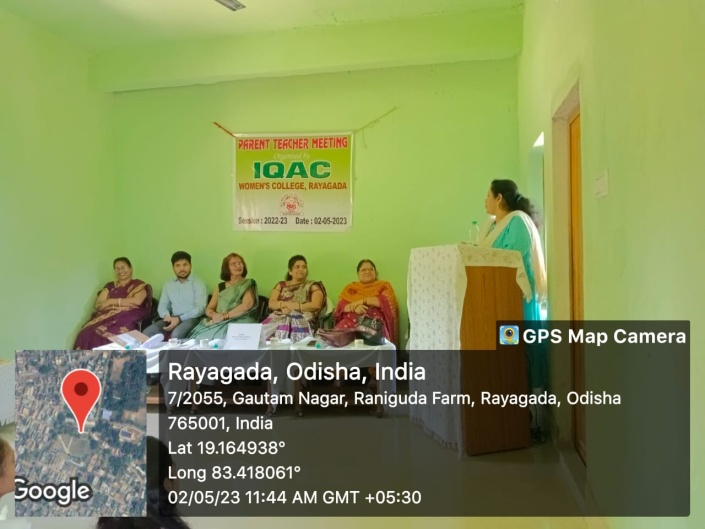 PARENT TEACHER MEETING
Organised by
IQAC
WOMEN'S COLLEGE, RAYAGADA
Session : 2022-23 Date : 02-05-2023
GPS Map Camera
Rayagada, Odisha, India
7/2055, Gautam Nagar, Raniguda Farm, Rayagada, Odisha
765001, India
Lat 19.164938°
Long 83.418061°
02/05/23 11:44 AM GMT +05:30
Google